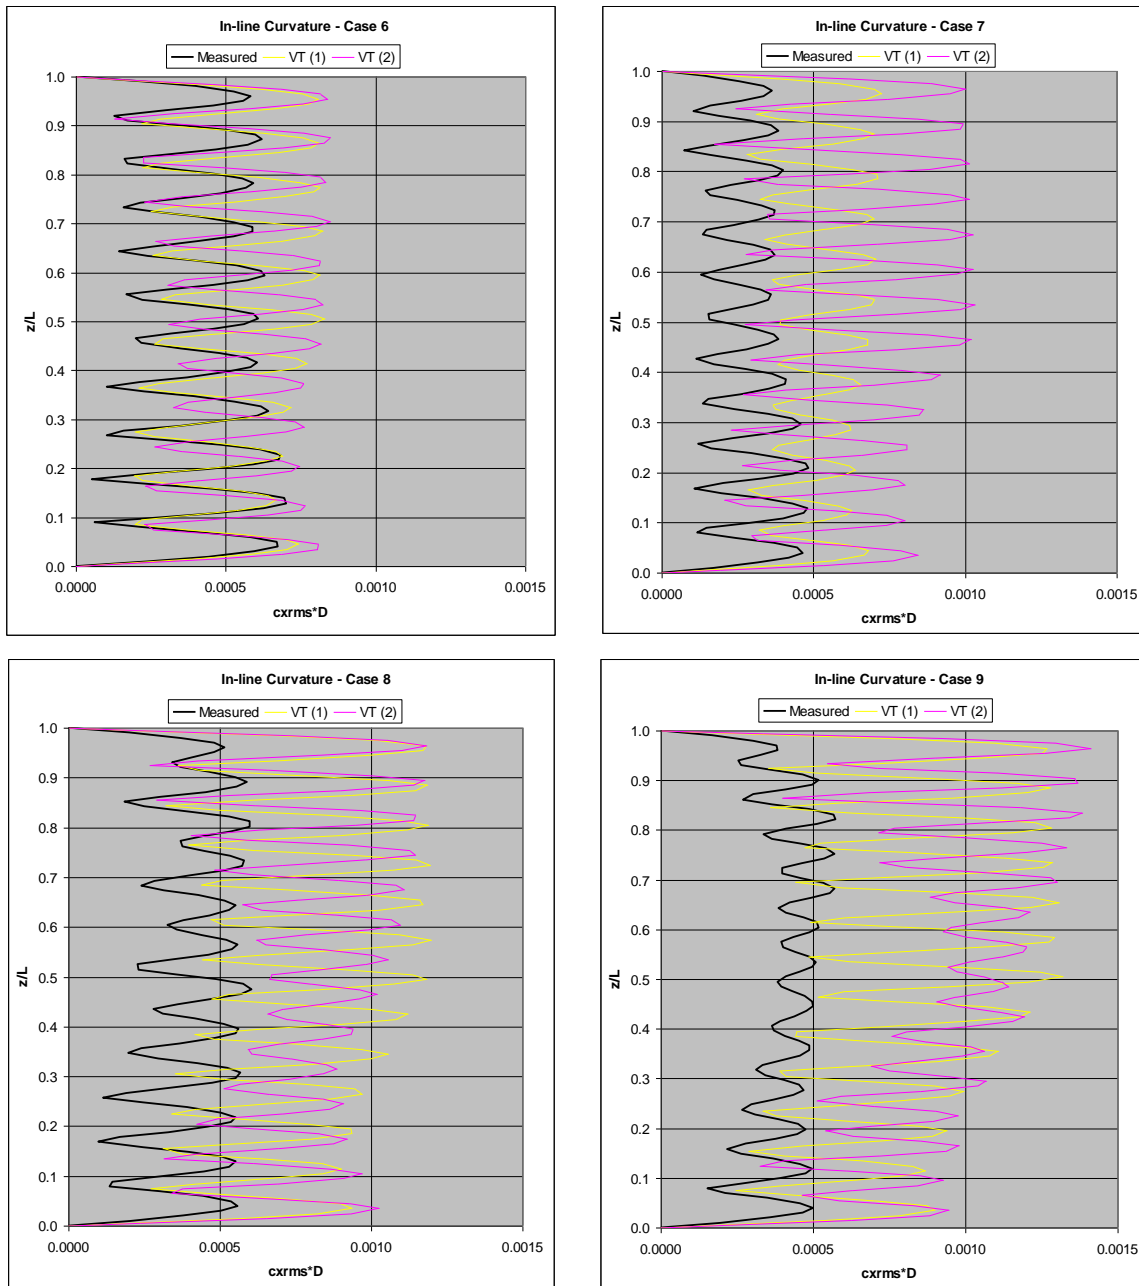 In-line Curvature - Case 6
Measured VT (1) VT (2)
1.0
0.9
0.8
0.7
0.6
0.5
0.4
0.3
0.2
0.1
0.0
z/L
0.0000 0.0005 0.0010 0.0015
cxrms*D
In-line Curvature - Case 7
Measured VT (1) VT (2)
1.0
0.9
0.8
0.7
0.6
0.5
0.4
0.3
0.2
0.1
0.0
z/L
0.0000 0.0005 0.0010 0.0015
cxrms*D
In-line Curvature - Case 8
Measured VT (1) VT (2)
1.0
0.9
0.8
0.7
0.6
0.5
0.4
0.3
0.2
0.1
0.0
z/L
0.0000 0.0005 0.0010 0.0015
cxrms*D
In-line Curvature - Case 9
Measured VT (1) VT (2)
1.0
0.9
0.8
0.7
0.6
0.5
0.4
0.3
0.2
0.1
0.0
z/L
0.0000 0.0005 0.0010 0.0015
cxrms*D